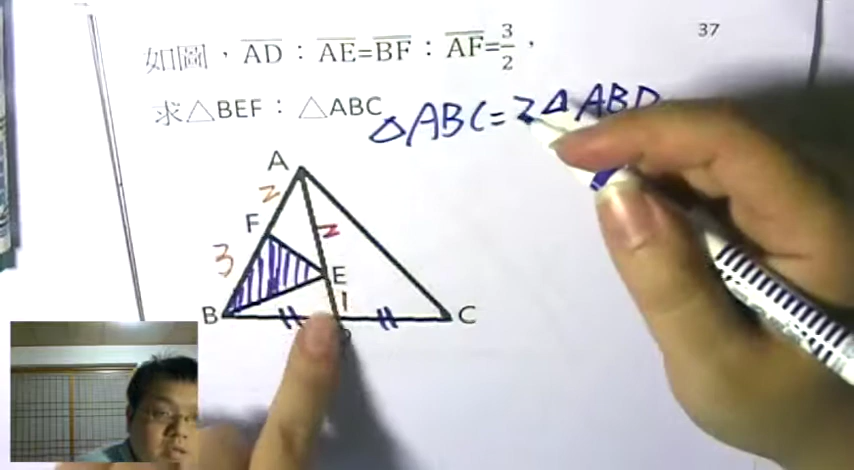 37
如圖，AD：AE=BF：AF=3/2，
求△BEF：△ABC
△ABC=2△ABD
A
2
F
2
3
E
1
B
C